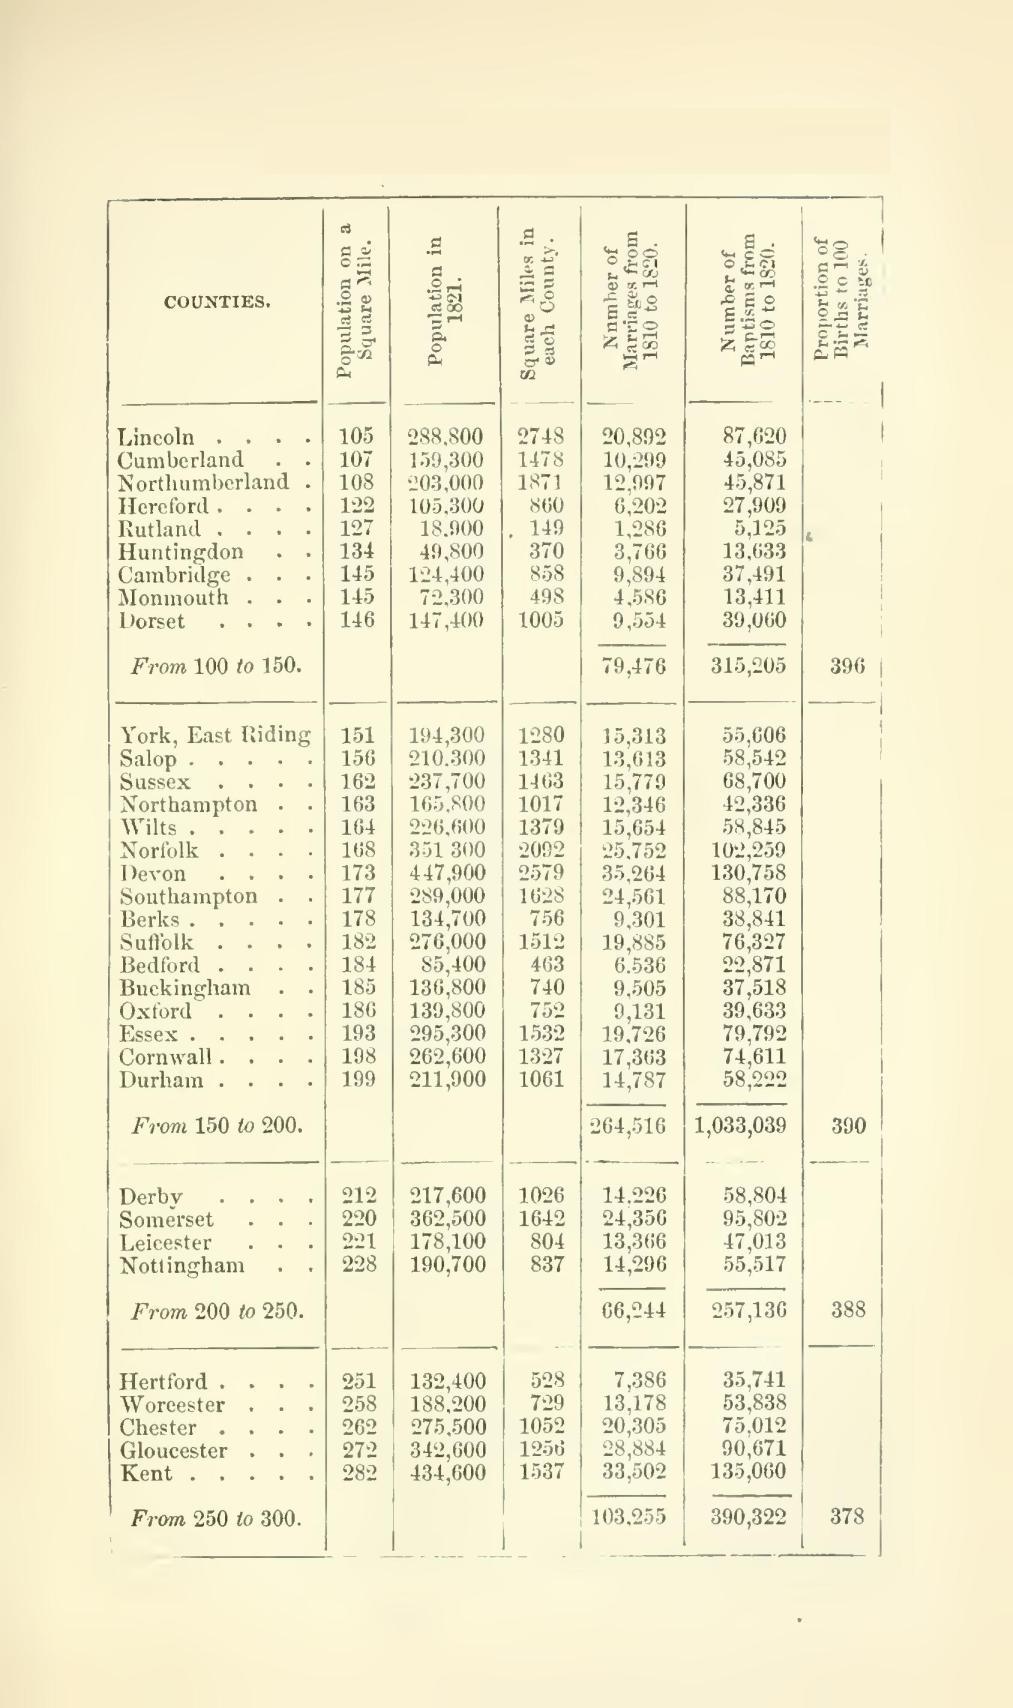 COUNTIES. Population on a Square Mile. Population in 1821. Square Miles in each County. Number of Marriages from 1810 to 1820. Number of Baptisms from 1810 to 1820. Proportion of Births to 100 Marriages.
Lincoln . . . . 105 288,800 2748 20,892 87,620
Cumberland . . 107 159,300 1478 10,299 45,085
Northumberland . 108 203,000 1871 12,997 45,871
Hereford . . . . 122 105,300 860 6,202 27,909
Rutland . . . . 127 18.900 149 1,286 5,125
Huntingdon . . 134 49,800 370 3,766 13,633
Cambridge . . . 145 124,400 858 9,894 37,491
Monmouth . . . 145 72,300 498 4,586 13,411
Dorset . . . . 146 147,400 1005 9,554 39,060
From 100 to 150. 79,476 315,205 396
York, East Riding 151 194,300 1280 15,313 55,606
Salop . . . . . 156 210.300 1341 13,613 58,542
Sussex . . . . 162 237,700 1463 15,779 68,700
Northampton . . 163 165,800 1017 12,346 42,336
Wilts . . . . . 164 226,600 1379 15,654 58,845
Norfolk . . . . 168 351 300 2092 25,752 102,259
Devon . . . . 173 447,900 2579 35,264 130,758
Southampton . . 177 289,000 1628 24,561 88,170
Berks . . . . . 178 134,700 756 9,301 38,841
Suffolk . . . . 182 276,000 1512 19,885 76,327
Bedford . . . . 184 85,400 463 6.536 22,871
Buckingham . . 185 136,800 740 9,505 37,518
Oxford . . . . 186 139,800 752 9,131 39,633
Essex . . . . . 193 295,300 1532 19,726 79,792
Cornwall . . . . 198 262,600 1327 17,363 74,611
Durham . . . . 199 211,900 1061 14,787 58,222
From 150 to 200. 264,516 1,033,039 390
Derby . . . . 212 217,600 1026 14,226 58,804
Somerset . . . 220 362,500 1642 24,356 95,802
Leicester . . . 221 178,100 804 13,366 47,013
Nottingham . . 228 190,700 837 14,296 55,517
From 200 to 250. 66,244 257,136 388
Hertford . . . . 251 132,400 528 7,386 35,741
Worcester . . . 258 188,200 729 13,178 53,838
Chester . . . . 262 275,500 1052 20,305 75,012
Gloucester . . . 272 342,600 1256 28,884 90,671
Kent . . . . . 282 434,600 1537 33,502 135,060
From 250 to 300. 103,255 390,322 378